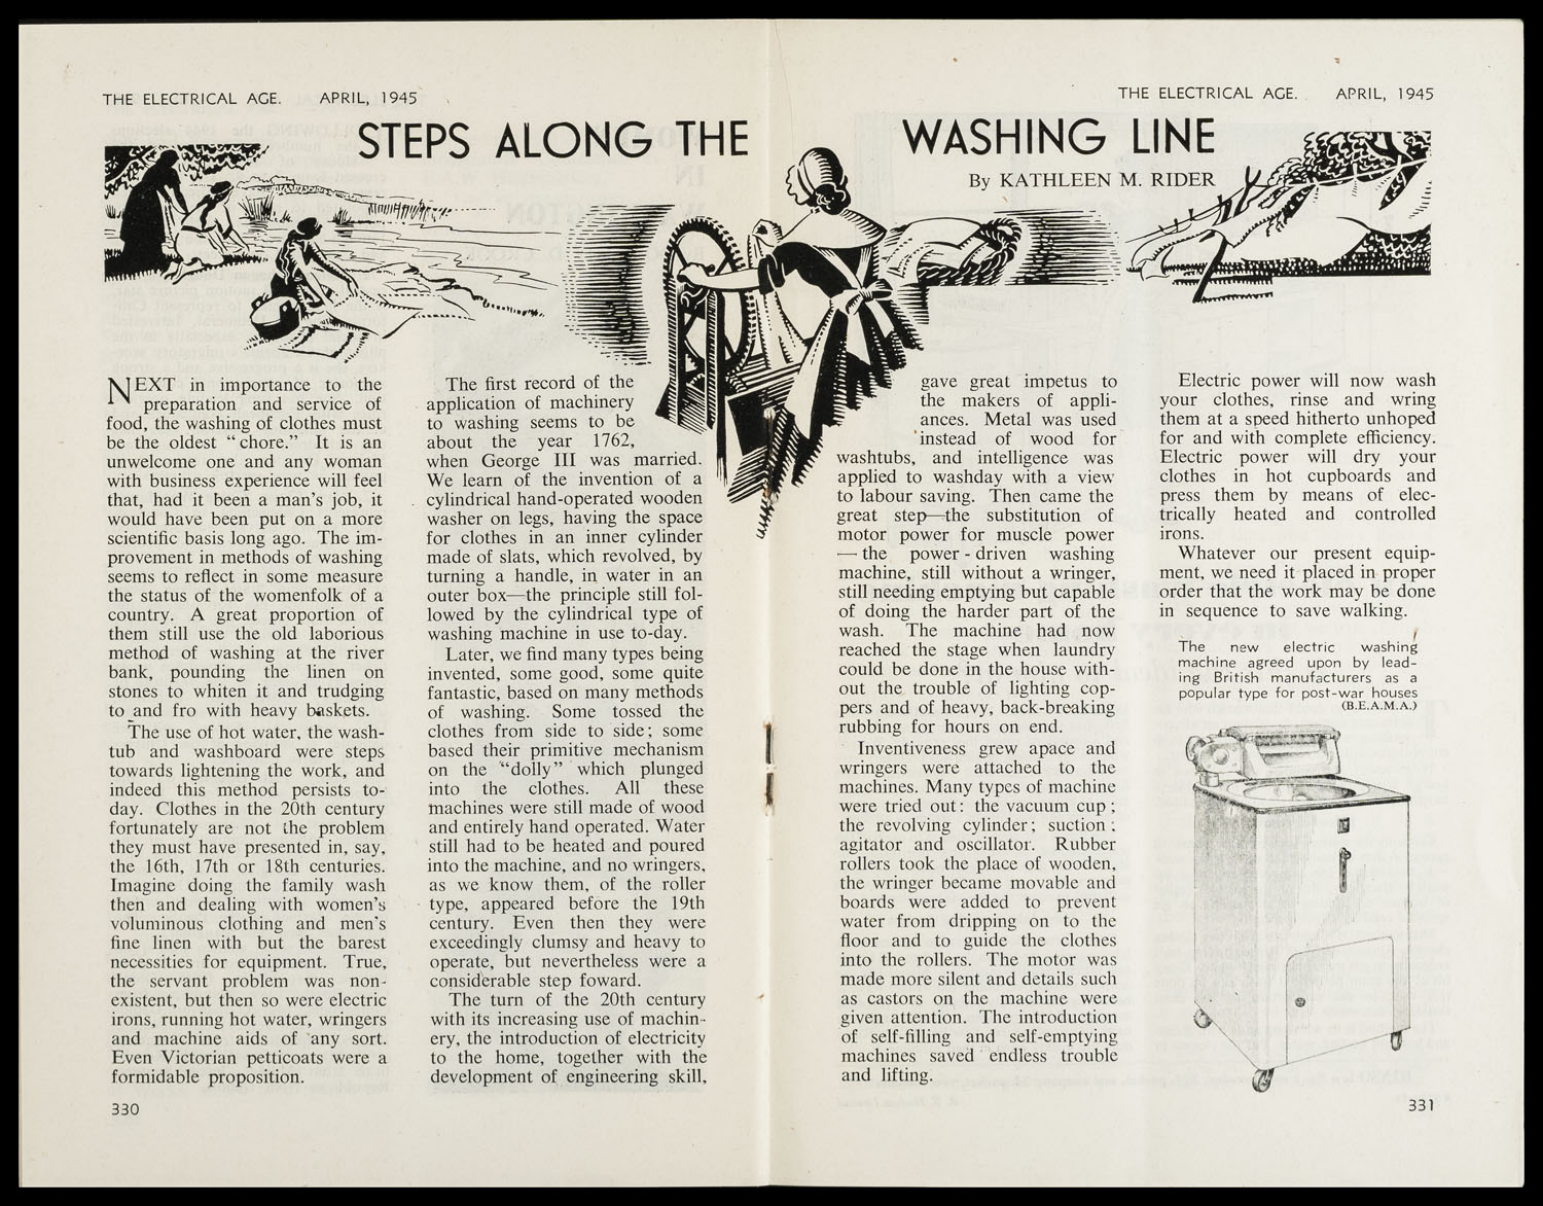 THE ELECTRICAL AGE. APRIL, 1945
STEPS ALONG THE
NEXT in importance to the
preparation and service of
food, the washing of clothes must
be the oldest "chore." It is an
unwelcome one and any woman
with business experience will feel
that, had it been a man's job, it
would have been put on a more
scientific basis long ago. The im-
provement in methods of washing
seems to reflect in some measure
the status of the womenfolk of a
country. A great proportion of
them still use the old laborious
method of washing at the river
bank, pounding the linen on
stones to whiten it and trudging
to and fro with heavy baskets.
The use of hot water, the wash-
tub and washboard were steps
towards lightening the work, and
indeed this method persists to-
day. Clothes in the 20th century
fortunately are not the problem
they must have presented in, say,
the 16th, 17th or 18th centuries.
Imagine doing the family wash
then and dealing with women's
voluminous clothing and men's
fine linen with but the barest
necessities for equipment. True,
the servant problem was non-
existent, but then so were electric
irons, running hot water, wringers
and machine aids of any sort.
Even Victorian petticoats were a
formidable proposition.
330
The first record of the
application of machinery
to washing seems to be
about the year 1762,
when George III was married.
We learn of the invention of a
cylindrical hand-operated wooden
washer on legs, having the space
for clothes in an inner cylinder
made of slats, which revolved, by
turning a handle, in water in an
outer box—the principle still fol-
lowed by the cylindrical type of
washing machine in use to-day.
Later, we find many types being
invented, some good, some quite
fantastic, based on many methods
of washing. Some tossed the
clothes from side to side; some
based their primitive mechanism
on the "dolly" which plunged
into the clothes. All these
machines were still made of wood
and entirely hand operated. Water
still had to be heated and poured
into the machine, and no wringers,
as we know them, of the roller
type, appeared before the 19th
century. Even then they were
exceedingly clumsy and heavy to
operate, but nevertheless were a
considerable step foward.
The turn of the 20th century
with its increasing use of machin-
ery, the introduction of electricity
to the home, together with the
development of engineering skill,
THE ELECTRICAL AGE. APRIL, 1945
WASHING LINE
By KATHLEEN M. RIDER
gave great impetus to
the makers of appli-
ances. Metal was used
instead of wood for
washtubs, and intelligence was
applied to washday with a view
to labour saving. Then came the
great step—the substitution of
motor power for muscle power
— the power-driven washing
machine, still without a wringer,
still needing emptying but capable
of doing the harder part of the
wash. The machine had now
reached the stage when laundry
could be done in the house with-
out the trouble of lighting cop-
pers and of heavy, back-breaking
rubbing for hours on end.
Inventiveness grew apace and
wringers were attached to the
machines. Many types of machine
were tried out: the vacuum cup;
the revolving cylinder; suction;
agitator and oscillator. Rubber
rollers took the place of wooden,
the wringer became movable and
boards were added to prevent
water from dripping on to the
floor and to guide the clothes
into the rollers. The motor was
made more silent and details such
as castors on the machine were
given attention. The introduction
of self-filling and self-emptying
machines saved endless trouble
and lifting.
Electric power will now wash
your clothes, rinse and wring
them at a speed hitherto unhoped
for and with complete efficiency.
Electric power will dry your
clothes in hot cupboards and
press them by means of elec-
trically heated and controlled
irons.
Whatever our present equip-
ment, we need it placed in proper
order that the work may be done
in sequence to save walking.
The new electric washing
machine agreed upon by lead-
ing British manufacturers as a
popular type for post-war houses
(B.E.A.M.A.)
331